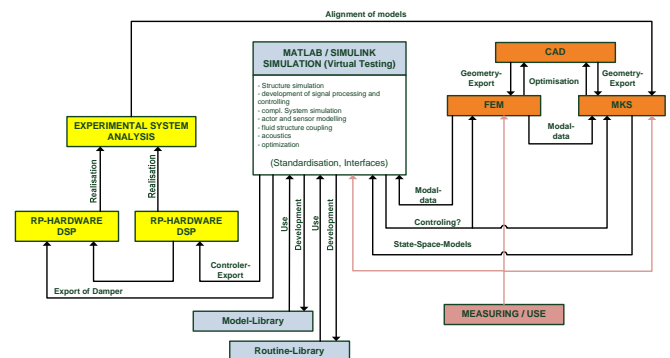 Alignment of models
MATLAB / SIMULINK
SIMULATION (Virtual Testing)
- Structure simulation
- development of signal processing and
controlling
- compl. System simulation
- actor and sensor modelling
- fluid structure coupling
- acoustics
- optimization
(Standardisation, Interfaces)
CAD
Geometry-
Export
Optimisation
Geometry-
Export
FEM
MKS
Modal-
data
EXPERIMENTAL SYSTEM
ANALYSIS
Realisation
Realisation
RP-HARDWARE
DSP
RP-HARDWARE
DSP
Use
Development
Use
Development
Modal-
data
Controling?
State-Space-Models
Controler-
Export
Export of Damper
Model-Library
Routine-Library
MEASURING / USE